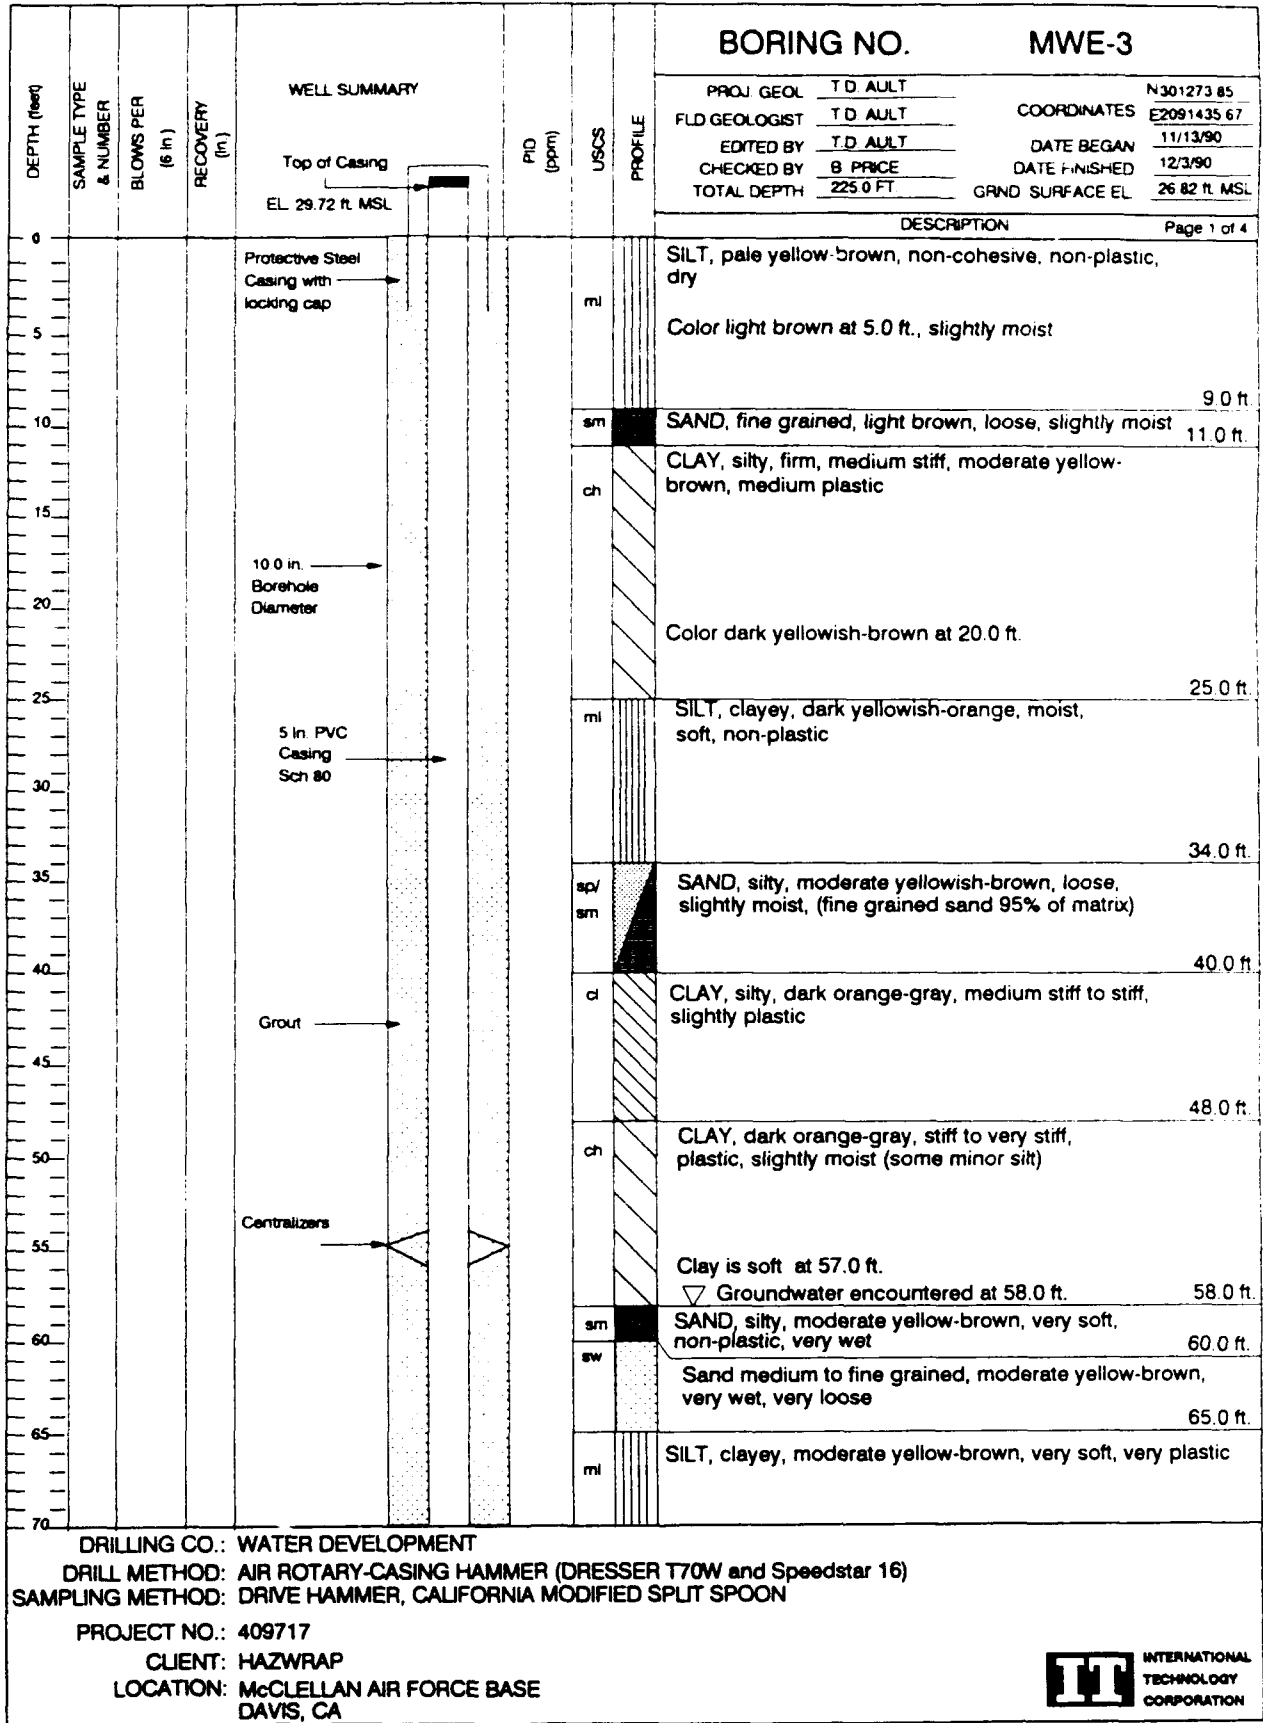 BORING NO. MWE-3
PROJ. GEOL T.D. AULT
FLD GEOLOGIST T.D. AULT
EDITED BY T.D. AULT
CHECKED BY B PRICE
TOTAL DEPTH 225.0 FT.
COORDINATES N301273 85
E2091435 67
DATE BEGAN 11/13/90
DATE FINISHED 12/3/90
GRND SURFACE EL 26 82 ft. MSL
DEPTH (feet)
SAMPLE TYPE & NUMBER
BLOWS PER (6 in)
RECOVERY (in.)
WELL SUMMARY
Top of Casing
EL 29.72 ft. MSL
PID (ppm)
USCS
PROFILE
DESCRIPTION Page 1 of 4
0
Protective Steel
Casing with
locking cap
ml
SILT, pale yellow-brown, non-cohesive, non-plastic,
dry
5
Color light brown at 5.0 ft., slightly moist
9.0 ft.
10
sm
SAND, fine grained, light brown, loose, slightly moist
11.0 ft.
ch
CLAY, silty, firm, medium stiff, moderate yellow-
brown, medium plastic
15
10 0 in.
Borehole
Diameter
20
Color dark yellowish-brown at 20.0 ft.
25.0 ft.
25
ml
SILT, clayey, dark yellowish-orange, moist,
soft, non-plastic
5 In. PVC
Casing
Sch 80
30
34.0 ft.
35
sp/
sm
SAND, silty, moderate yellowish-brown, loose,
slightly moist, (fine grained sand 95% of matrix)
40.0 ft
40
cl
CLAY, silty, dark orange-gray, medium stiff to stiff,
slightly plastic
Grout
45
48.0 ft.
ch
CLAY, dark orange-gray, stiff to very stiff,
plastic, slightly moist (some minor silt)
50
Centralizers
55
Clay is soft at 57.0 ft.
Groundwater encountered at 58.0 ft. 58.0 ft.
sm
SAND, silty, moderate yellow-brown, very soft,
non-plastic, very wet
60.0 ft.
60
sw
Sand medium to fine grained, moderate yellow-brown,
very wet, very loose
65.0 ft.
65
ml
SILT, clayey, moderate yellow-brown, very soft, very plastic
70
DRILLING CO.: WATER DEVELOPMENT
DRILL METHOD: AIR ROTARY-CASING HAMMER (DRESSER T70W and Speedstar 16)
SAMPLING METHOD: DRIVE HAMMER, CALIFORNIA MODIFIED SPLIT SPOON
PROJECT NO.: 409717
CLIENT: HAZWRAP
LOCATION: McCLELLAN AIR FORCE BASE
DAVIS, CA
IT INTERNATIONAL
TECHNOLOGY
CORPORATION